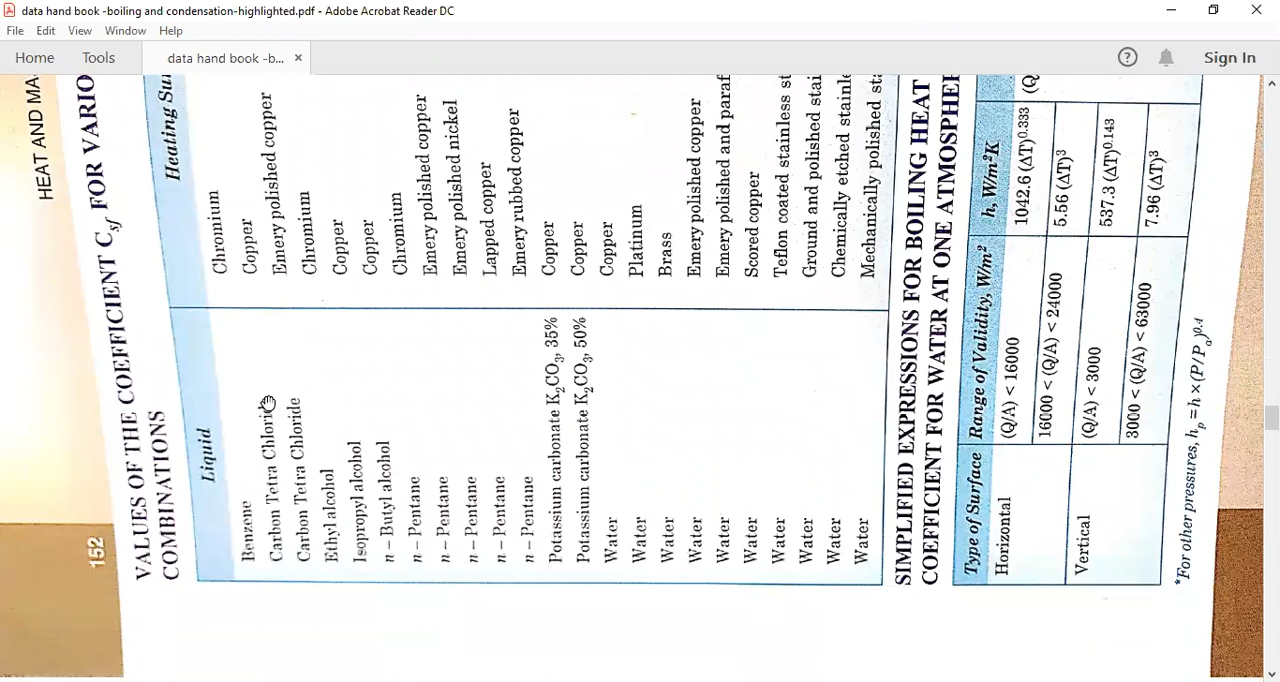 data hand book -boiling and condensation-highlighted.pdf - Adobe Acrobat Reader DC
File Edit View Window Help
Home Tools data hand book -b... × ? Sign In
152
HEAT AND MA
VALUES OF THE COEFFICIENT Csf FOR VARIO
COMBINATIONS
Liquid Heating Sur
Benzene Chromium
Carbon Tetra Chloride Copper
Carbon Tetra Chloride Emery polished copper
Ethyl alcohol Chromium
Isopropyl alcohol Copper
n – Butyl alcohol Copper
n – Pentane Chromium
n – Pentane Emery polished copper
n – Pentane Emery polished nickel
n – Pentane Lapped copper
n – Pentane Emery rubbed copper
Potassium carbonate K2CO3, 35% Copper
Potassium carbonate K2CO3, 50% Copper
Water Copper
Water Platinum
Water Brass
Water Emery polished copper
Water Emery polished and paraf
Water Scored copper
Water Teflon coated stainless st
Water Ground and polished stai
Water Chemically etched stainle
Water Mechanically polished sta
SIMPLIFIED EXPRESSIONS FOR BOILING HEAT
COEFFICIENT FOR WATER AT ONE ATMOSPHER
Type of Surface Range of Validity, W/m² h, W/m²K
Horizontal (Q/A) < 16000 1042.6 (ΔT)^0.333 (Q
16000 < (Q/A) < 24000 5.56 (ΔT)³
Vertical (Q/A) < 3000 537.3 (ΔT)^0.143
3000 < (Q/A) < 63000 7.96 (ΔT)³
*For other pressures, hp = h × (P/Pa)^0.4